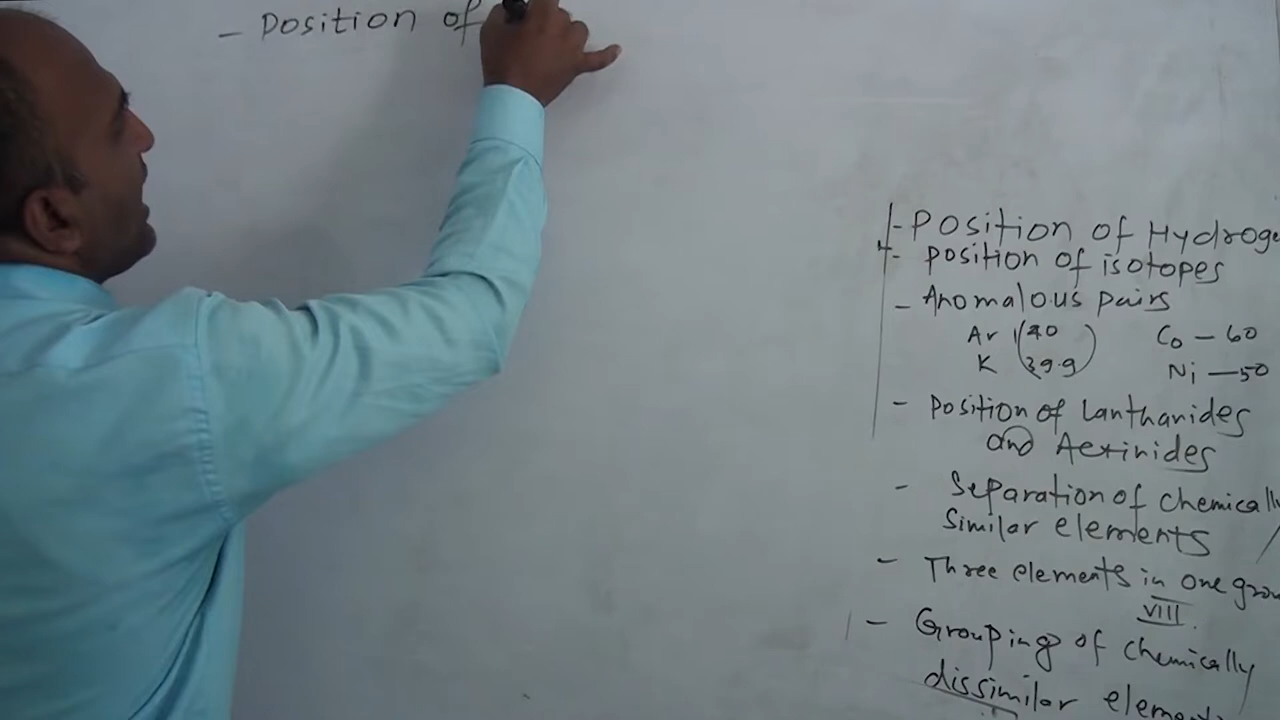 - Position of
- Position of Hydroge
- position of isotopes
- Anomalous pairs
Ar (40) Co - 60
K (39.9) Ni - 50
- position of Lanthanides
and Actinides
- Separation of chemicall
similar elements
- Three elements in one grou
VIII
- Grouping of chemically
dissimilar element